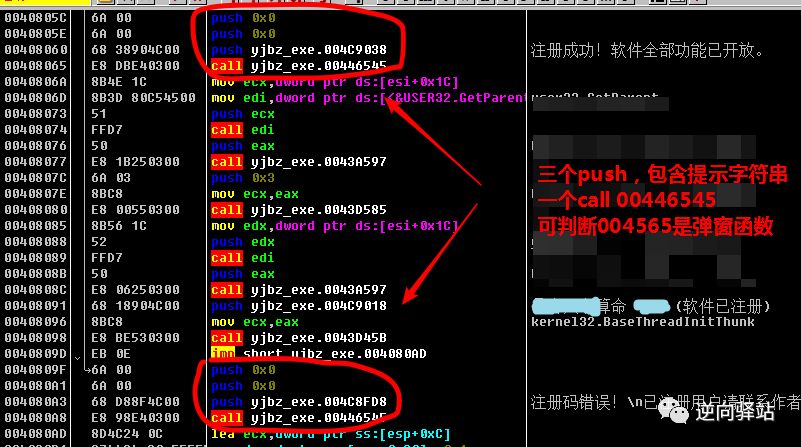 0040805C 6A 00 push 0x0
0040805E 6A 00 push 0x0
00408060 68 38904C00 push yjbz_exe.004C9038 注册成功！软件全部功能已开放。
00408065 E8 DBE40300 call yjbz_exe.00446545
0040806A 8B4E 1C mov ecx,dword ptr ds:[esi+0x1C]
0040806D 8B3D 80C54500 mov edi,dword ptr ds:[<&USER32.GetParent
00408073 51 push ecx
00408074 FFD7 call edi
00408076 50 push eax
00408077 E8 1B250300 call yjbz_exe.0043A597
0040807C 6A 03 push 0x3
0040807E 8BC8 mov ecx,eax
00408080 E8 00550300 call yjbz_exe.0043D585
00408085 8B56 1C mov edx,dword ptr ds:[esi+0x1C]
00408088 52 push edx
00408089 FFD7 call edi
0040808B 50 push eax
0040808C E8 06250300 call yjbz_exe.0043A597
00408091 68 18904C00 push yjbz_exe.004C9018 算命 (软件已注册)
00408096 8BC8 mov ecx,eax kernel32.BaseThreadInitThunk
00408098 E8 BE530300 call yjbz_exe.0043D45B
0040809D EB 0E jmp short yjbz_exe.004080AD
0040809F 6A 00 push 0x0
004080A1 6A 00 push 0x0
004080A3 68 D88F4C00 push yjbz_exe.004C8FD8 注册码错误！\n已注册用户请联系作者
004080A8 E8 98E40300 call yjbz_exe.00446545
004080AD 8D4C24 0C lea ecx,dword ptr ss:[esp+0xC]
三个push，包含提示字符串
一个call 00446545
可判断004565是弹窗函数
逆向驿站